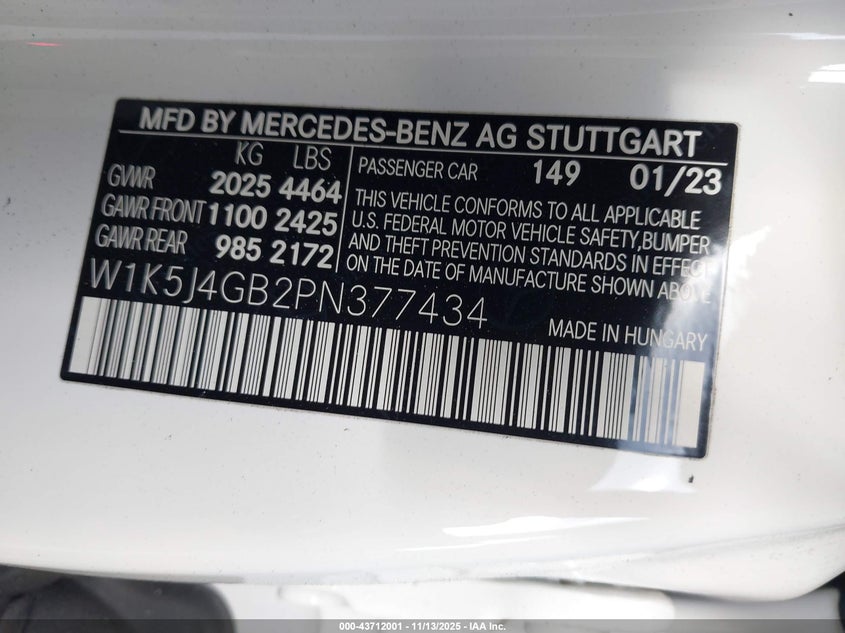 MFD BY MERCEDES-BENZ AG STUTTGART
KG LBS
GVWR 2025 4464
GAWR FRONT 1100 2425
GAWR REAR 985 2172
PASSENGER CAR 149 01/23
THIS VEHICLE CONFORMS TO ALL APPLICABLE
U.S. FEDERAL MOTOR VEHICLE SAFETY, BUMPER
AND THEFT PREVENTION STANDARDS IN EFFECT
ON THE DATE OF MANUFACTURE SHOWN ABOVE
W1K5J4GB2PN377434
MADE IN HUNGARY
000-43712001 | 11/13/2025 - IAA Inc.